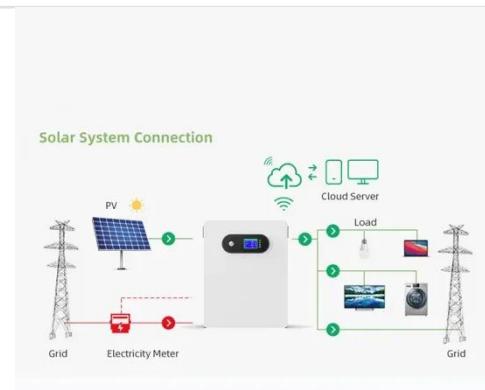 Solar System Connection
Cloud Server
PV
Load
Grid
Electricity Meter
Grid